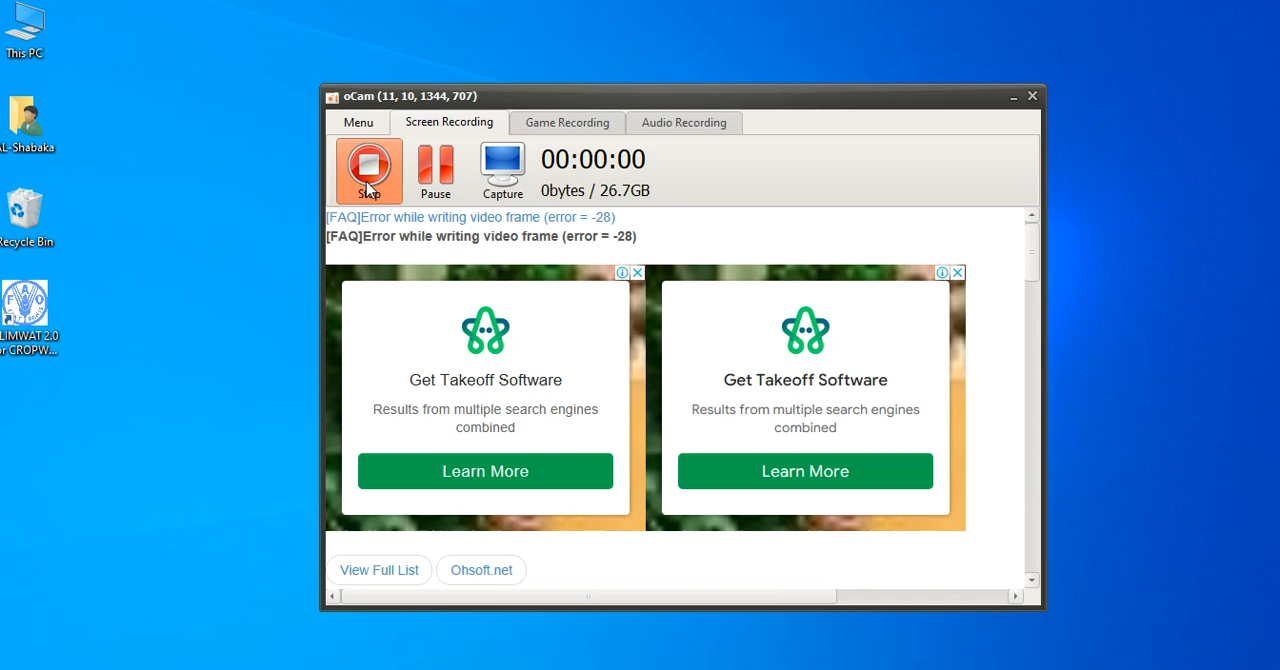 This PC
AL-Shabaka
Recycle Bin
FAO
LIMWAT 2.0
or CROPW...
oCam (11, 10, 1344, 707)
Menu
Screen Recording
Game Recording
Audio Recording
Stop
Pause
Capture
00:00:00
0bytes / 26.7GB
[FAQ]Error while writing video frame (error = -28)
[FAQ]Error while writing video frame (error = -28)
Get Takeoff Software
Results from multiple search engines
combined
Learn More
Get Takeoff Software
Results from multiple search engines
combined
Learn More
View Full List
Ohsoft.net